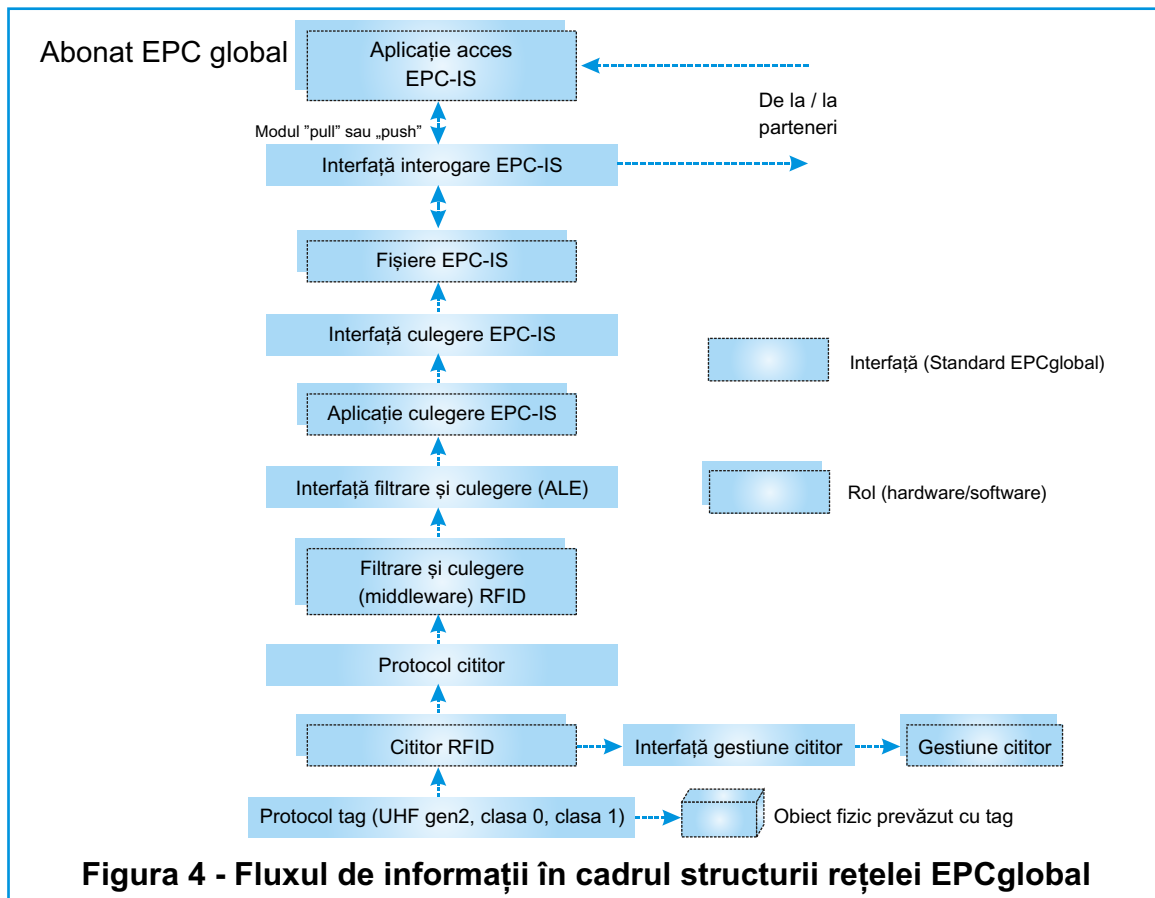 Abonat EPC global
Aplicație acces
EPC-IS
De la / la
parteneri
Modul "pull" sau „push"
Interfață interogare EPC-IS
Fișiere EPC-IS
Interfață culegere EPC-IS
Interfață (Standard EPCglobal)
Aplicație culegere EPC-IS
Interfață filtrare și culegere (ALE)
Rol (hardware/software)
Filtrare și culegere
(middleware) RFID
Protocol cititor
Cititor RFID
Interfață gestiune cititor
Gestiune cititor
Protocol tag (UHF gen2, clasa 0, clasa 1)
Obiect fizic prevăzut cu tag
Figura 4 - Fluxul de informații în cadrul structurii rețelei EPCglobal